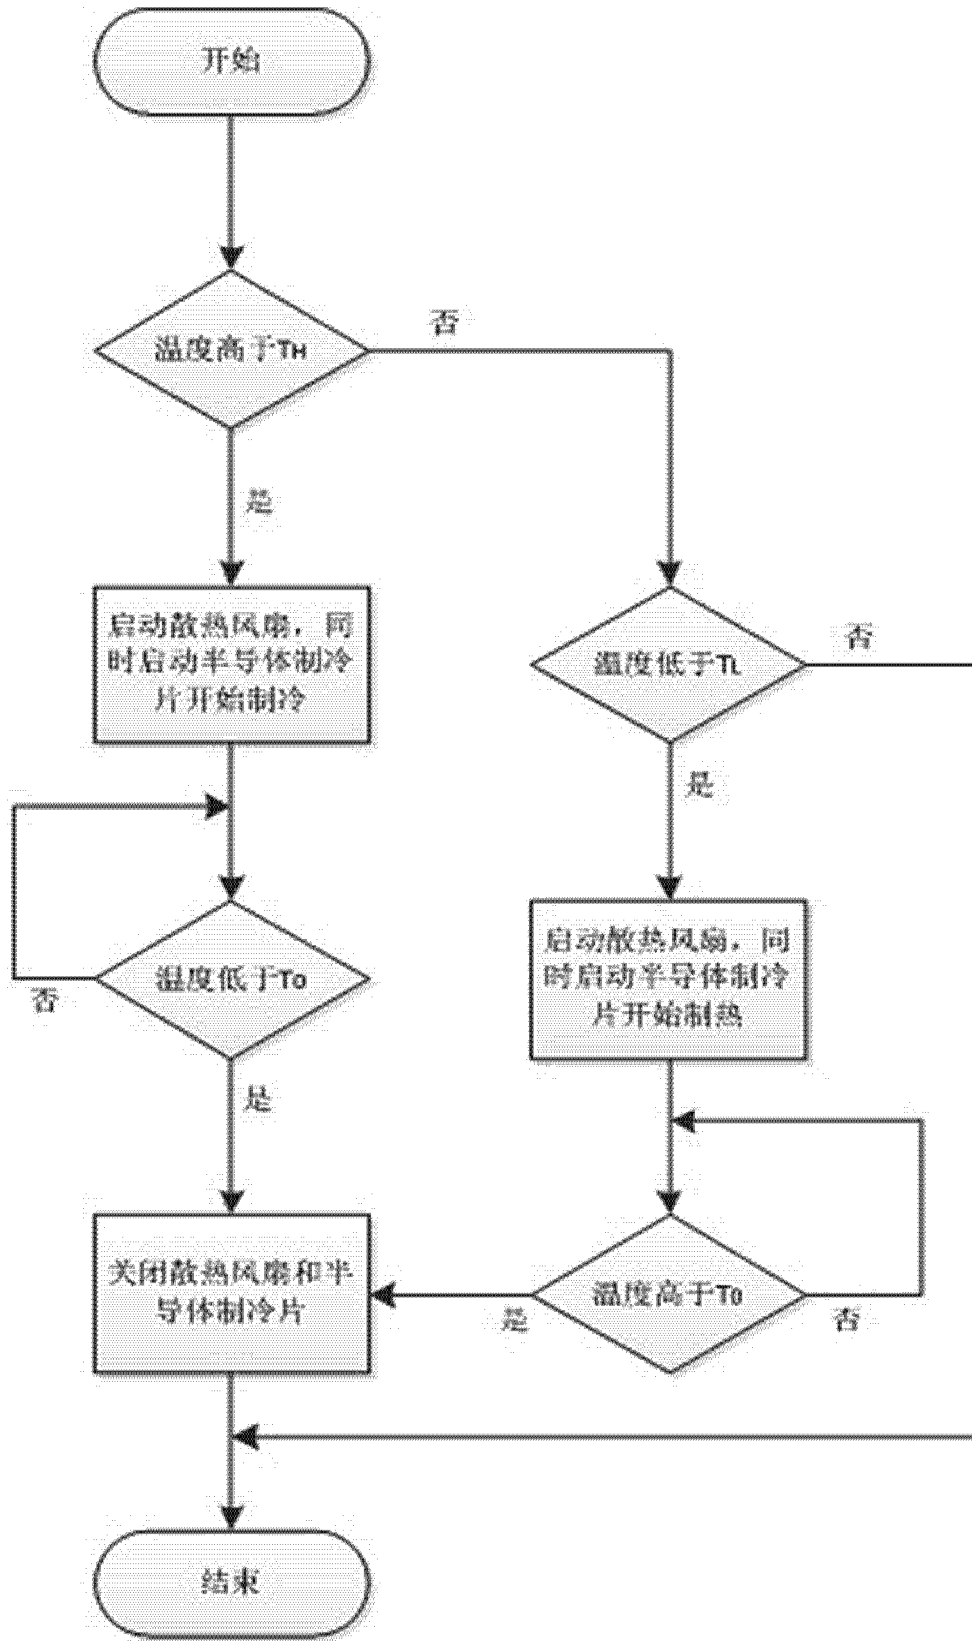 开始
温度高于TH
否
是
启动散热风扇，同
时启动半导体制冷
片开始制冷
温度低于TL
否
是
温度低于T0
否
是
启动散热风扇，同
时启动半导体制冷
片开始制热
关闭散热风扇和半
导体制冷片
温度高于T0
是
否
结束